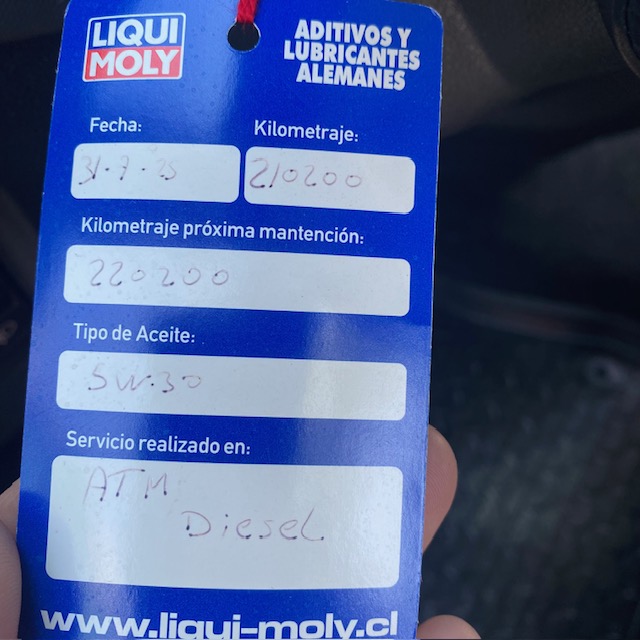 LIQUI
MOLY
ADITIVOS Y
LUBRICANTES
ALEMANES
Fecha:
Kilometraje:
31-7-25
210200
Kilometraje próxima mantención:
220200
Tipo de Aceite:
5W-30
Servicio realizado en:
ATM
Diesel
www.liqui-moly.cl